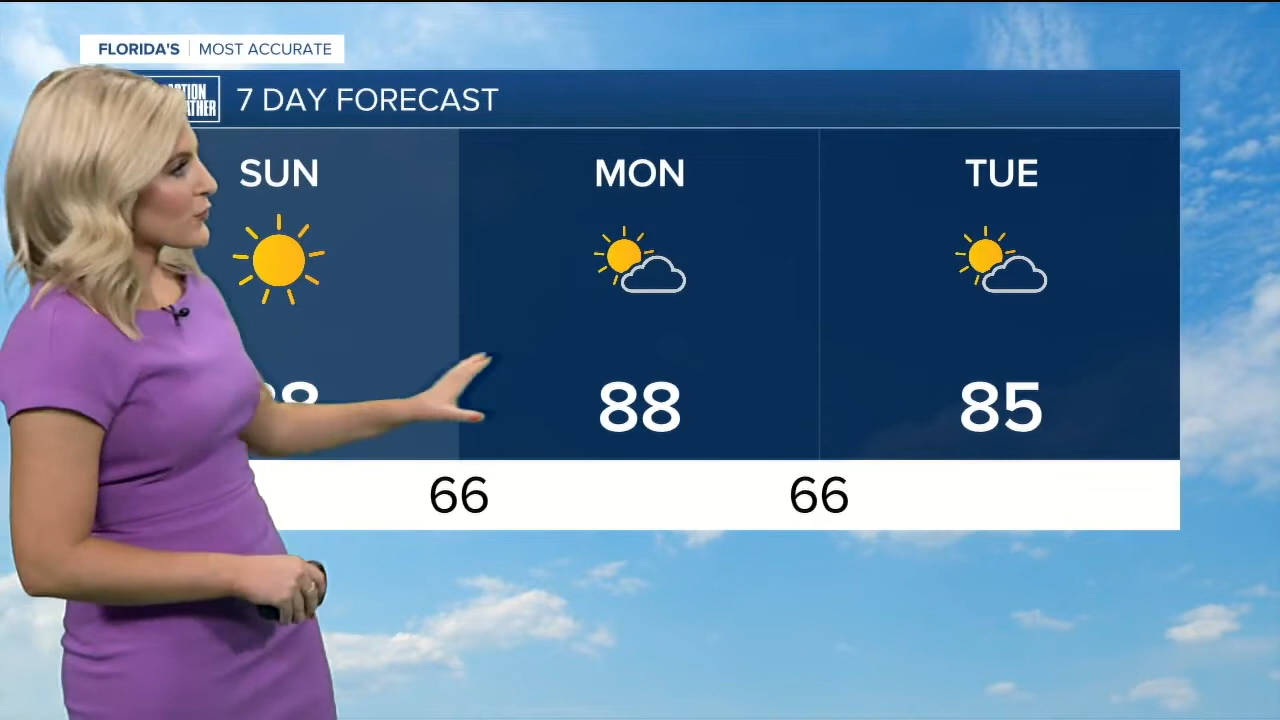 FLORIDA'S MOST ACCURATE
7 DAY FORECAST
SUN MON TUE
88 85
66 66